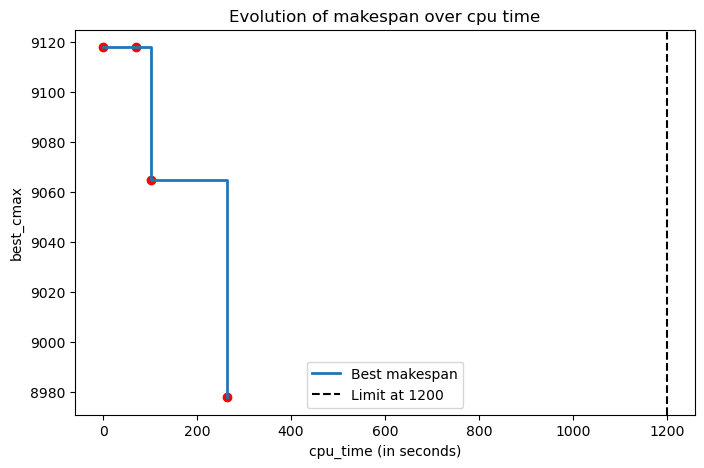 Evolution of makespan over cpu time
9120
9100
9080
9060
9040
9020
9000
8980
best_cmax
0 200 400 600 800 1000 1200
cpu_time (in seconds)
Best makespan
Limit at 1200